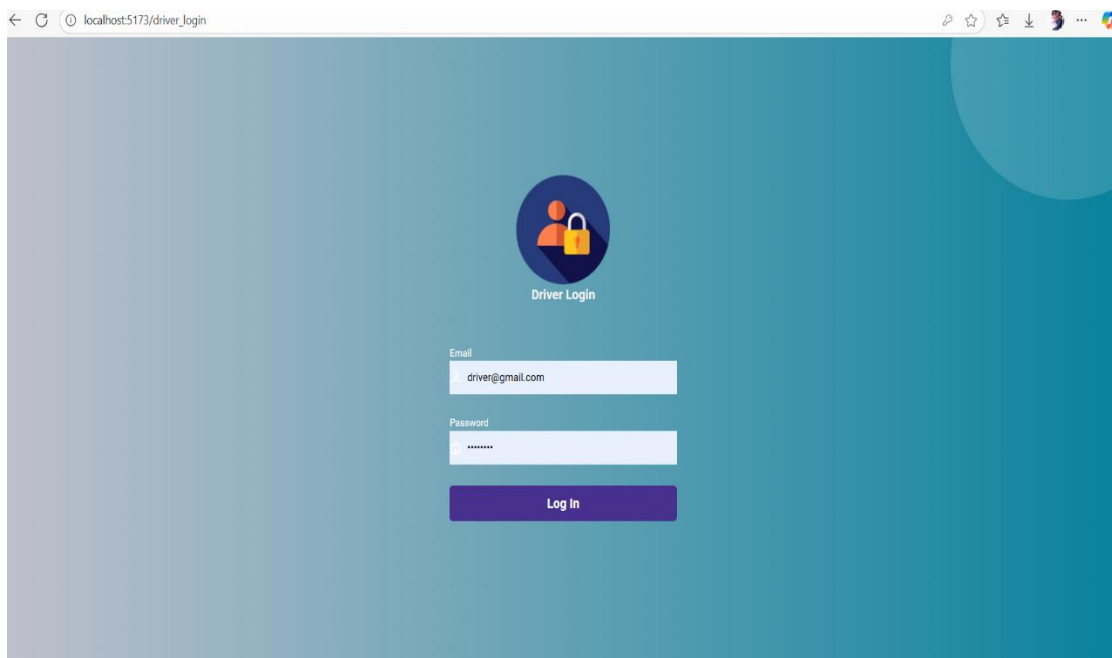 localhost:5173/driver_login
Driver Login
Email
driver@gmail.com
Password
••••••••
Log In